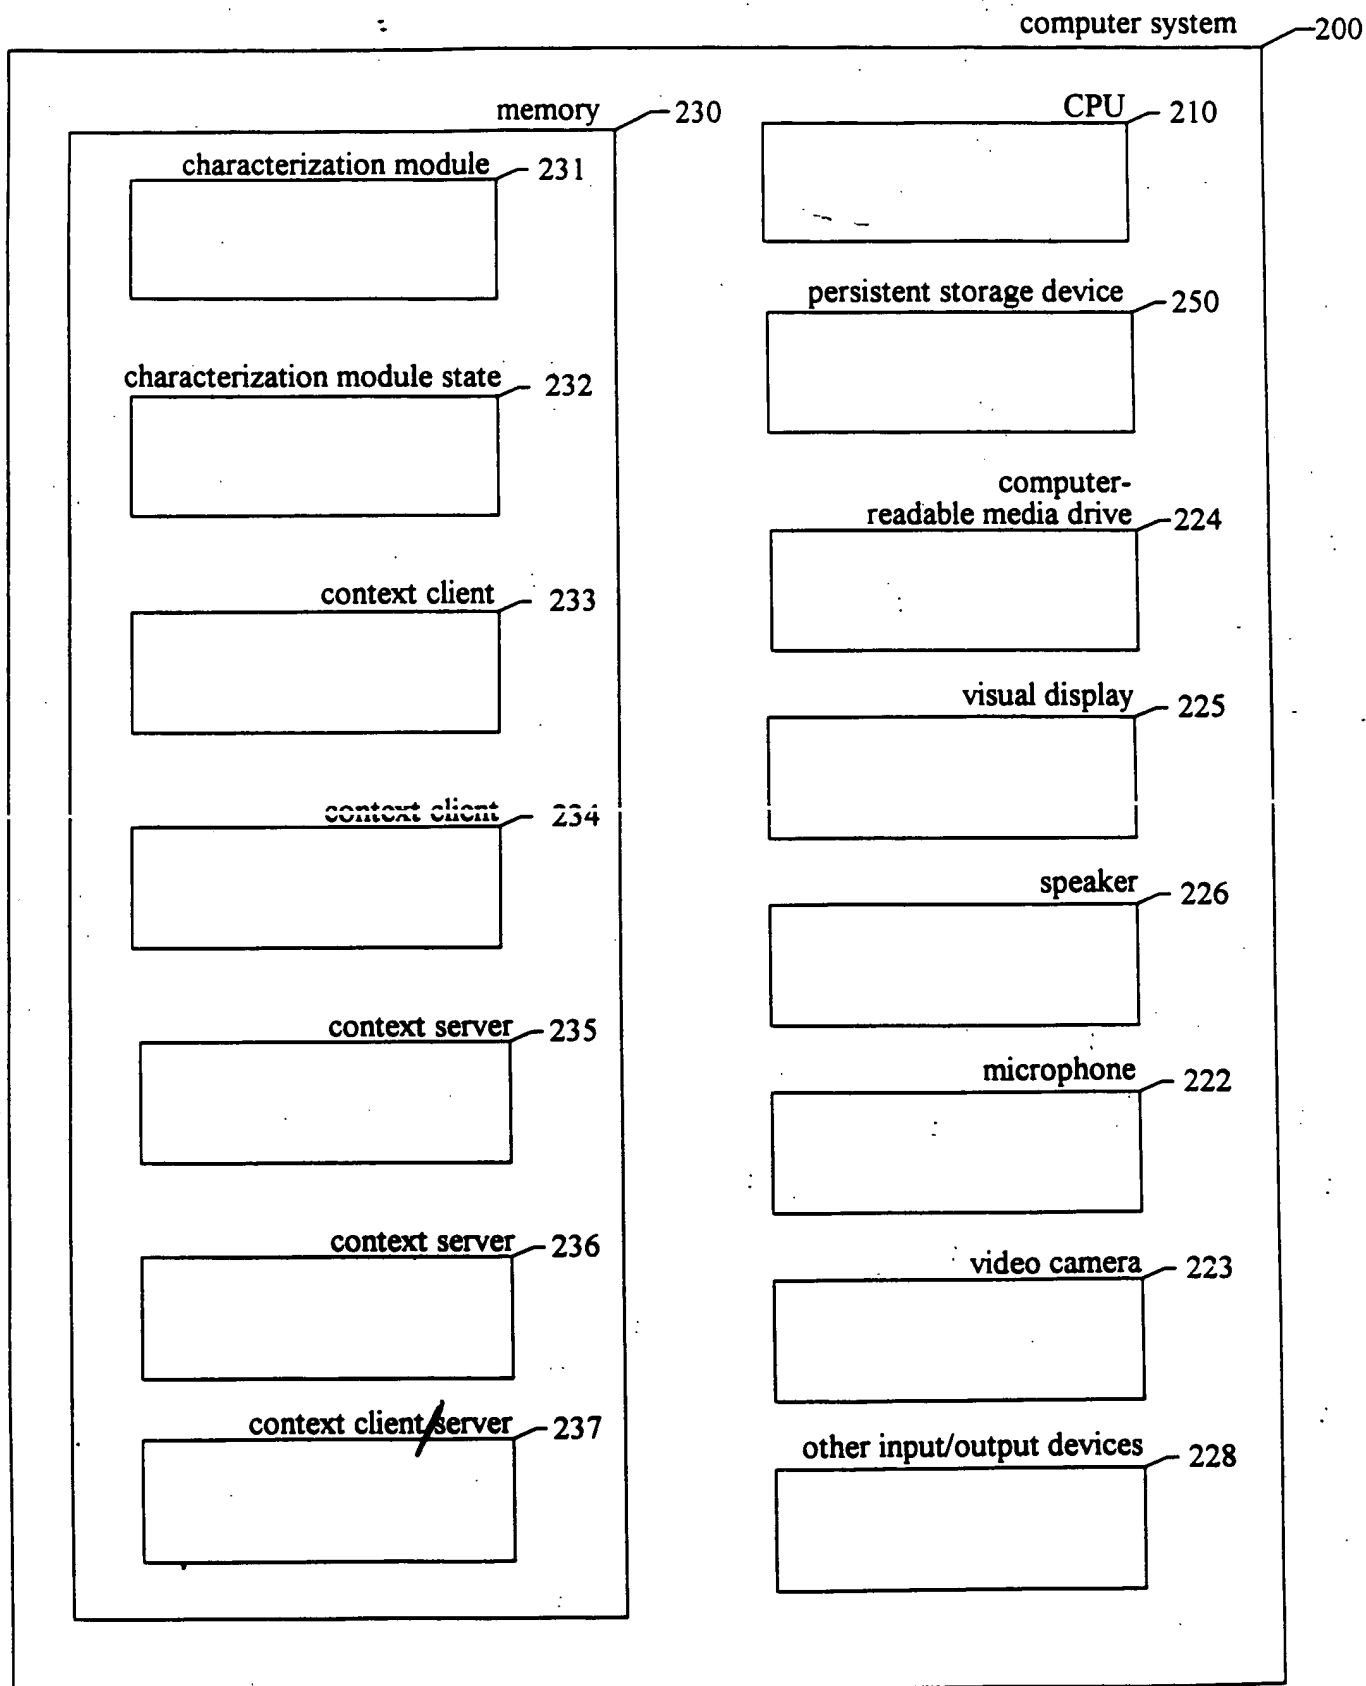 computer system 200
memory 230
characterization module 231
characterization module state 232
context client 233
context client 234
context server 235
context server 236
context client/server 237
CPU 210
persistent storage device 250
computer-
readable media drive 224
visual display 225
speaker 226
microphone 222
video camera 223
other input/output devices 228